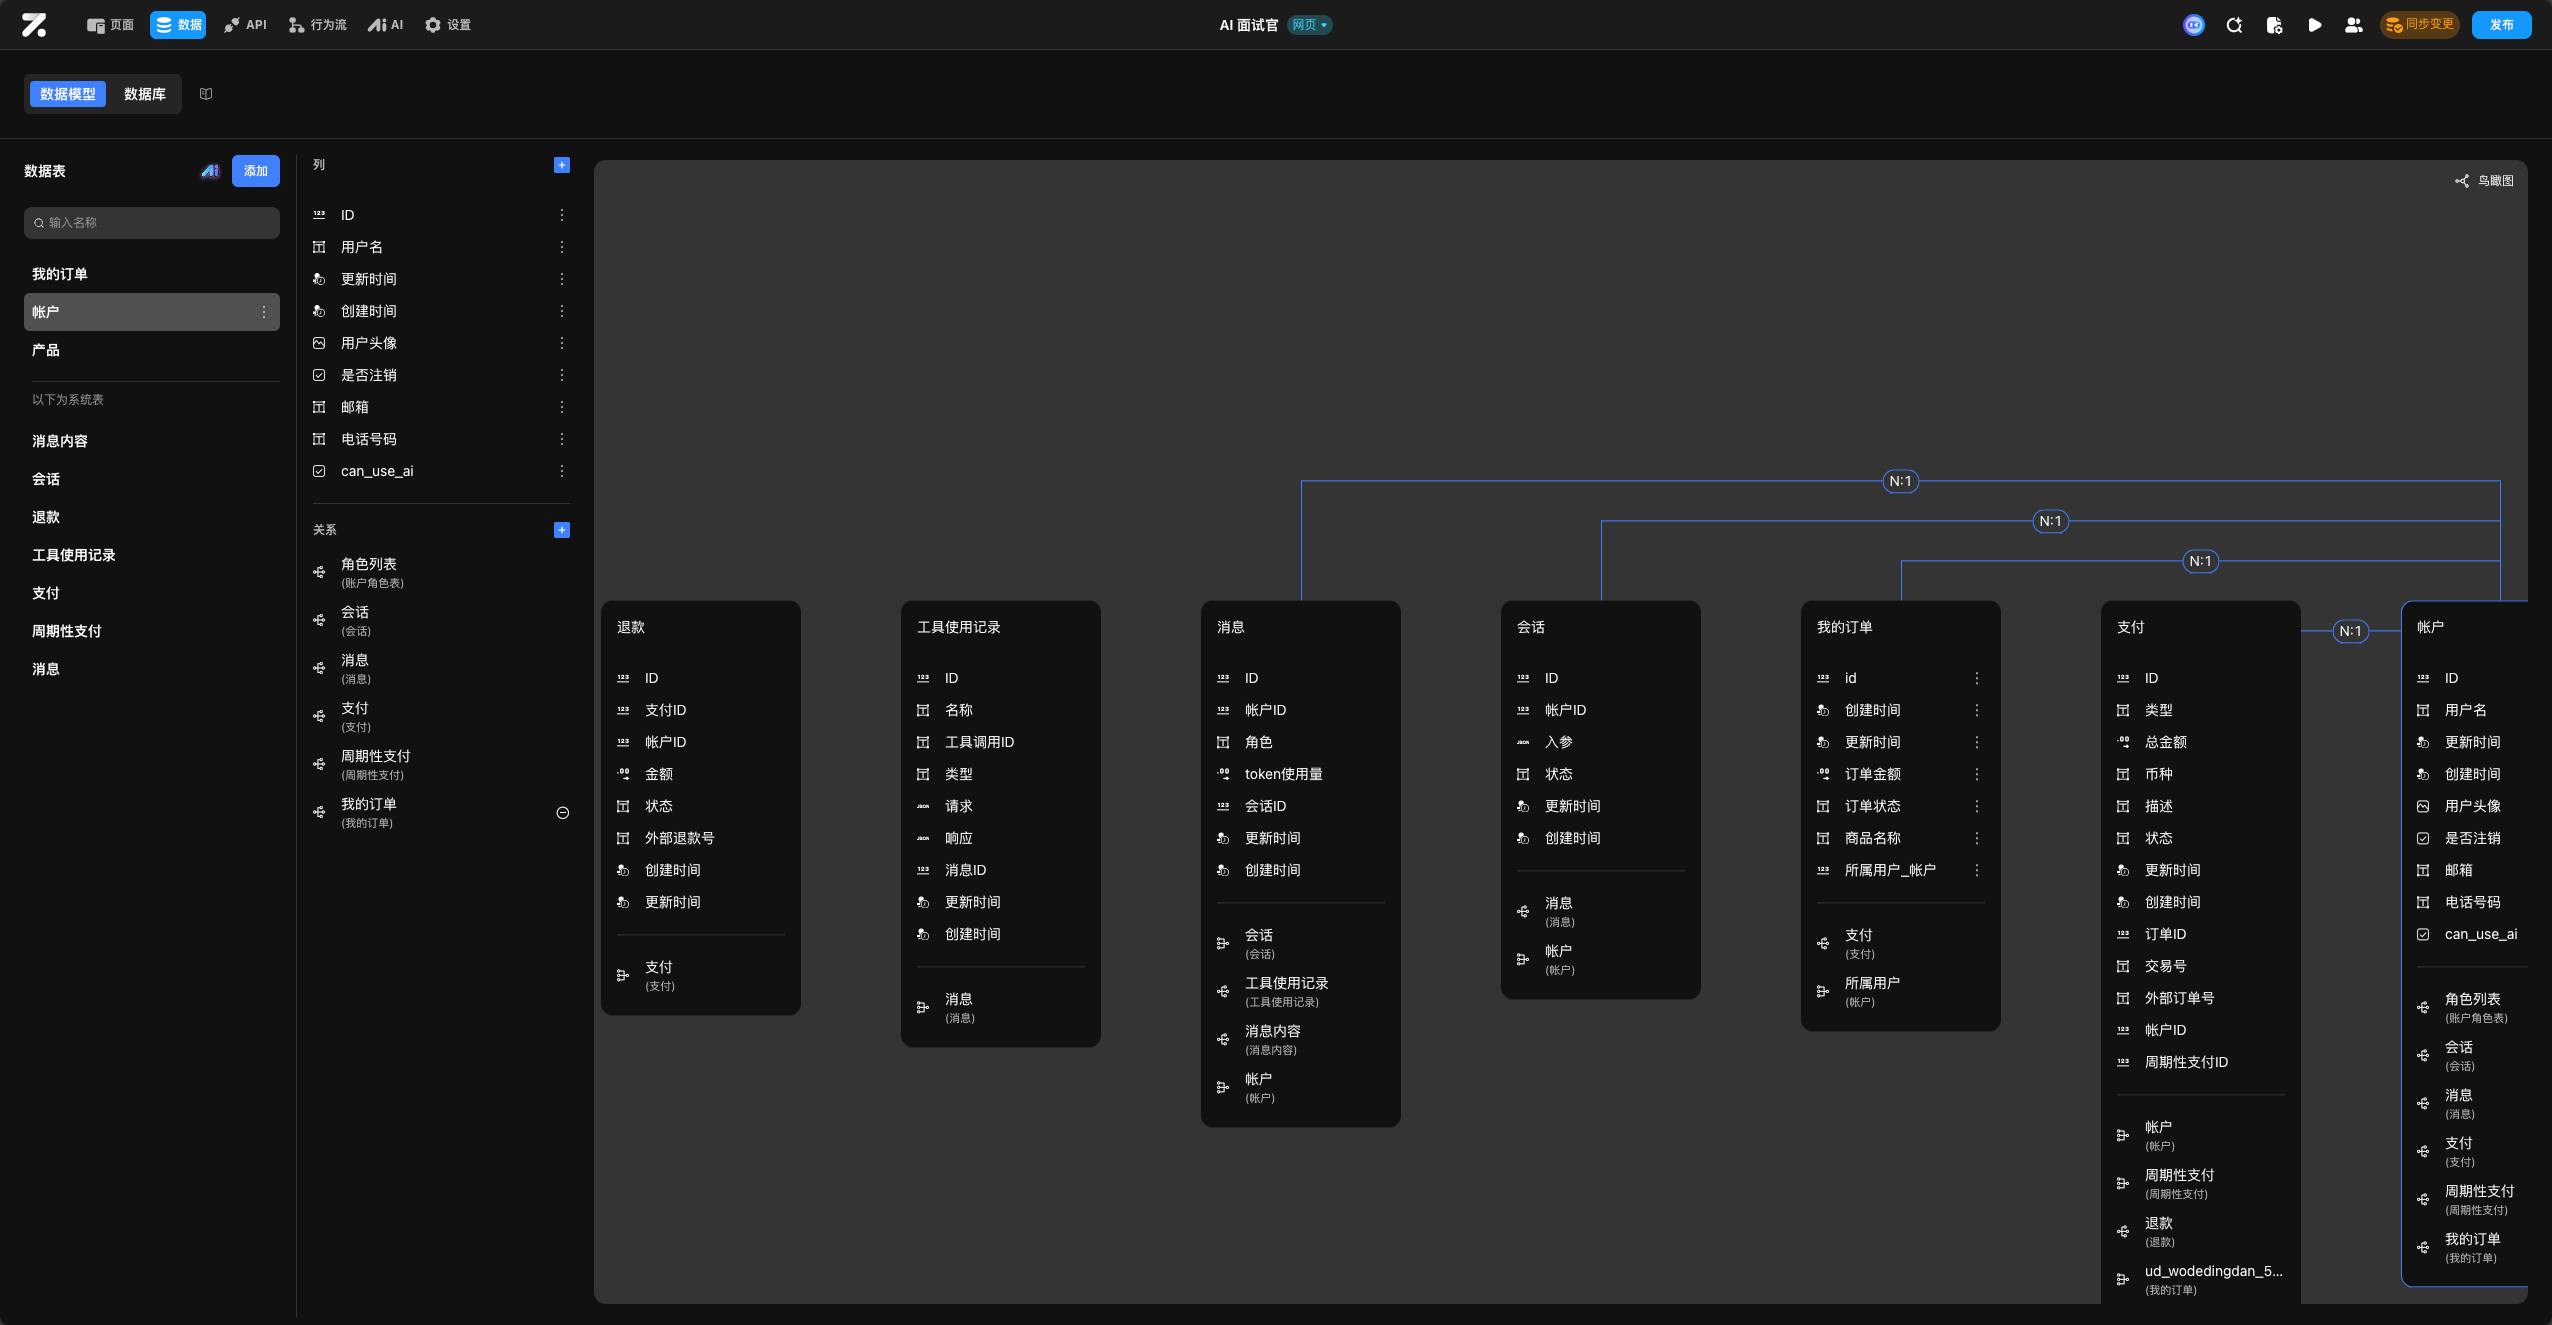 页面
数据
API
行为流
AI
设置
AI 面试官
网页
同步变更
发布
数据模型
数据库
数据表
添加
输入名称
我的订单
帐户
产品
以下为系统表
消息内容
会话
退款
工具使用记录
支付
周期性支付
消息
列
ID
用户名
更新时间
创建时间
用户头像
是否注销
邮箱
电话号码
can_use_ai
关系
角色列表
(账户角色表)
会话
(会话)
消息
(消息)
支付
(支付)
周期性支付
(周期性支付)
我的订单
(我的订单)
鸟瞰图
N:1
N:1
N:1
N:1
退款
ID
支付ID
帐户ID
金额
状态
外部退款号
创建时间
更新时间
支付
(支付)
工具使用记录
ID
名称
工具调用ID
类型
请求
响应
消息ID
更新时间
创建时间
消息
(消息)
消息
ID
帐户ID
角色
token使用量
会话ID
更新时间
创建时间
会话
(会话)
工具使用记录
(工具使用记录)
消息内容
(消息内容)
帐户
(帐户)
会话
ID
帐户ID
入参
状态
更新时间
创建时间
消息
(消息)
帐户
(帐户)
我的订单
id
创建时间
更新时间
订单金额
订单状态
商品名称
所属用户_帐户
支付
(支付)
所属用户
(帐户)
支付
ID
类型
总金额
币种
描述
状态
更新时间
创建时间
订单ID
交易号
外部订单号
帐户ID
周期性支付ID
帐户
(帐户)
周期性支付
(周期性支付)
退款
(退款)
ud_wodedingdan_5...
(我的订单)
帐户
ID
用户名
更新时间
创建时间
用户头像
是否注销
邮箱
电话号码
can_use_ai
角色列表
(账户角色表)
会话
(会话)
消息
(消息)
支付
(支付)
周期性支付
(周期性支付)
我的订单
(我的订单)